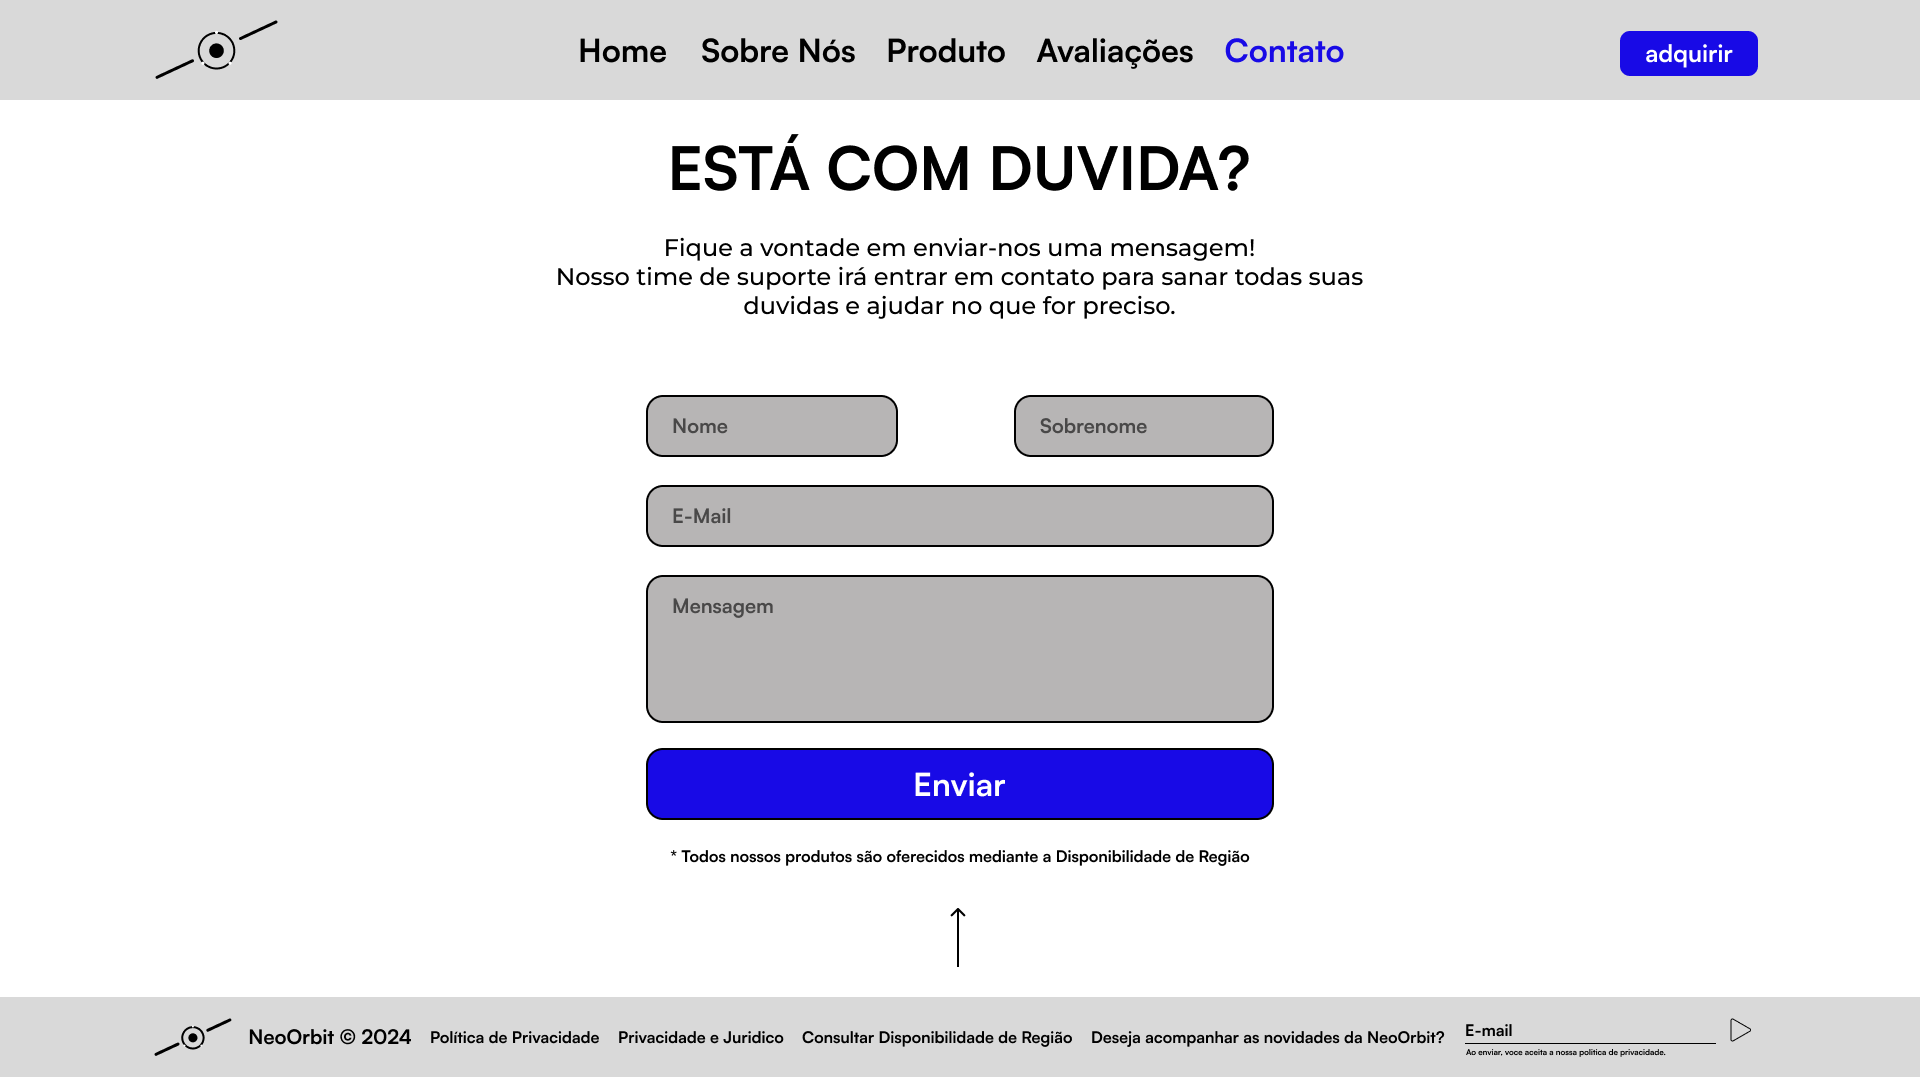 Home Sobre Nós Produto Avaliações Contato adquirir
ESTÁ COM DUVIDA?
Fique a vontade em enviar-nos uma mensagem!
Nosso time de suporte irá entrar em contato para sanar todas suas
duvidas e ajudar no que for preciso.
Nome Sobrenome
E-Mail
Mensagem
Enviar
* Todos nossos produtos são oferecidos mediante a Disponibilidade de Região
NeoOrbit © 2024 Política de Privacidade Privacidade e Juridico Consultar Disponibilidade de Região Deseja acompanhar as novidades da NeoOrbit? E-mail
Ao enviar, voce aceita a nossa politica de privacidade.